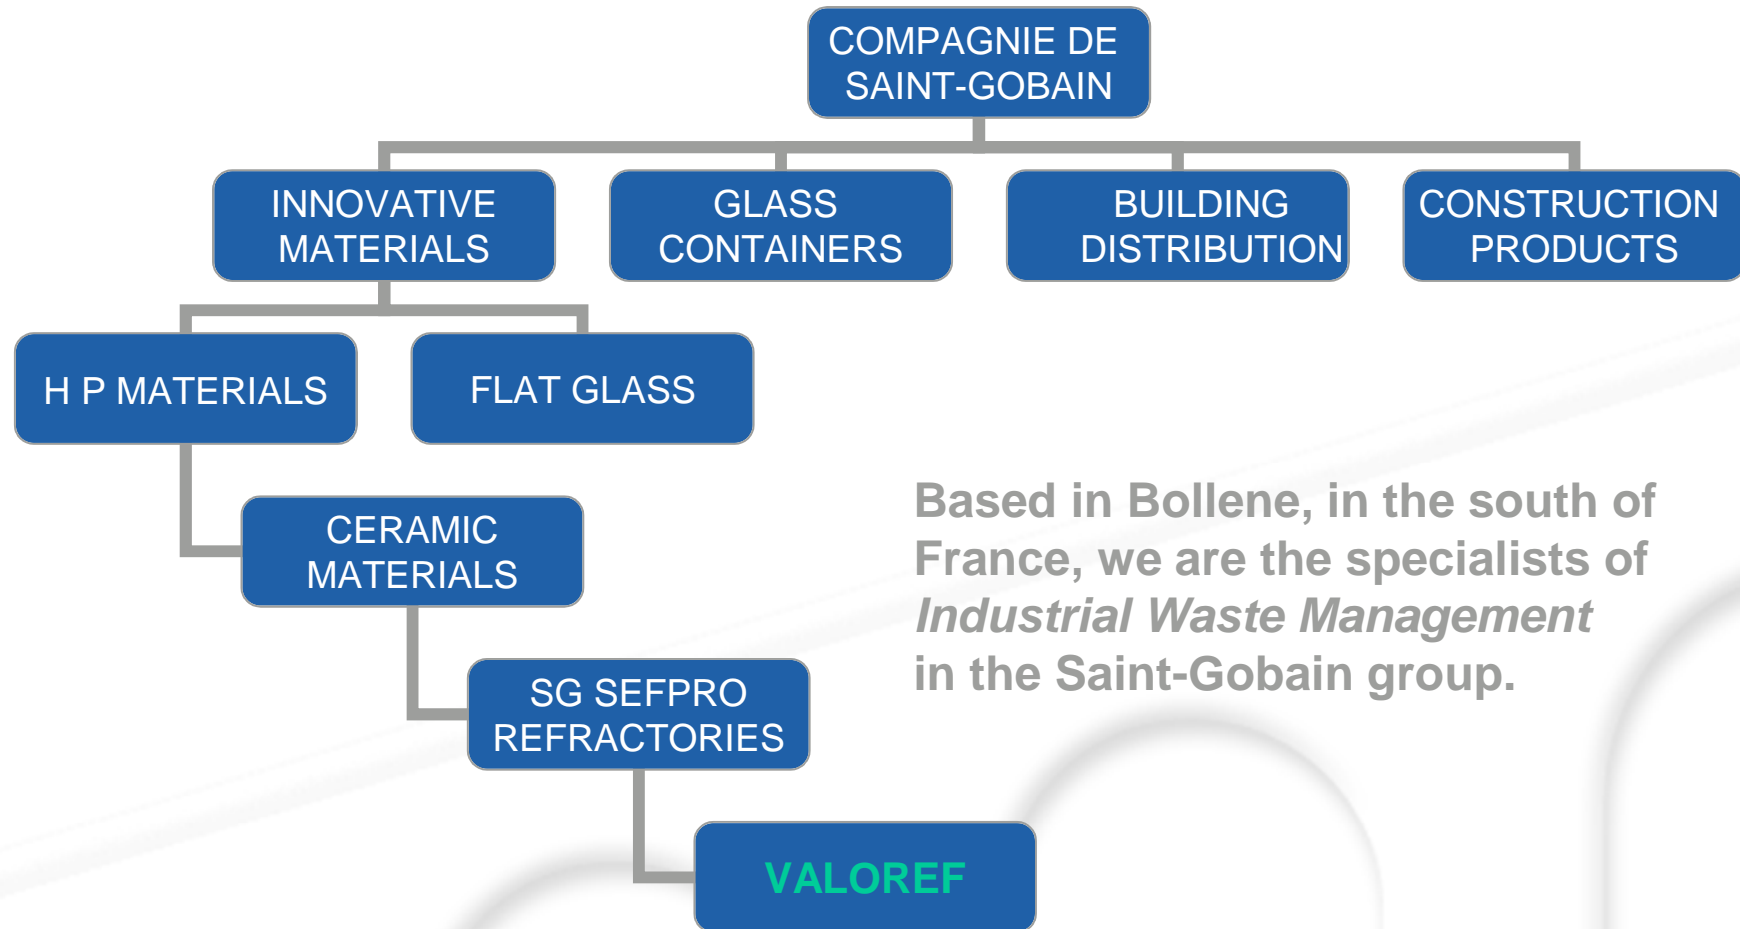 COMPAGNIE DE
SAINT-GOBAIN
INNOVATIVE
MATERIALS
GLASS
CONTAINERS
BUILDING
DISTRIBUTION
CONSTRUCTION
PRODUCTS
H P MATERIALS
FLAT GLASS
CERAMIC
MATERIALS
SG SEFPRO
REFRACTORIES
VALOREF
Based in Bollene, in the south of
France, we are the specialists of
Industrial Waste Management
in the Saint-Gobain group.